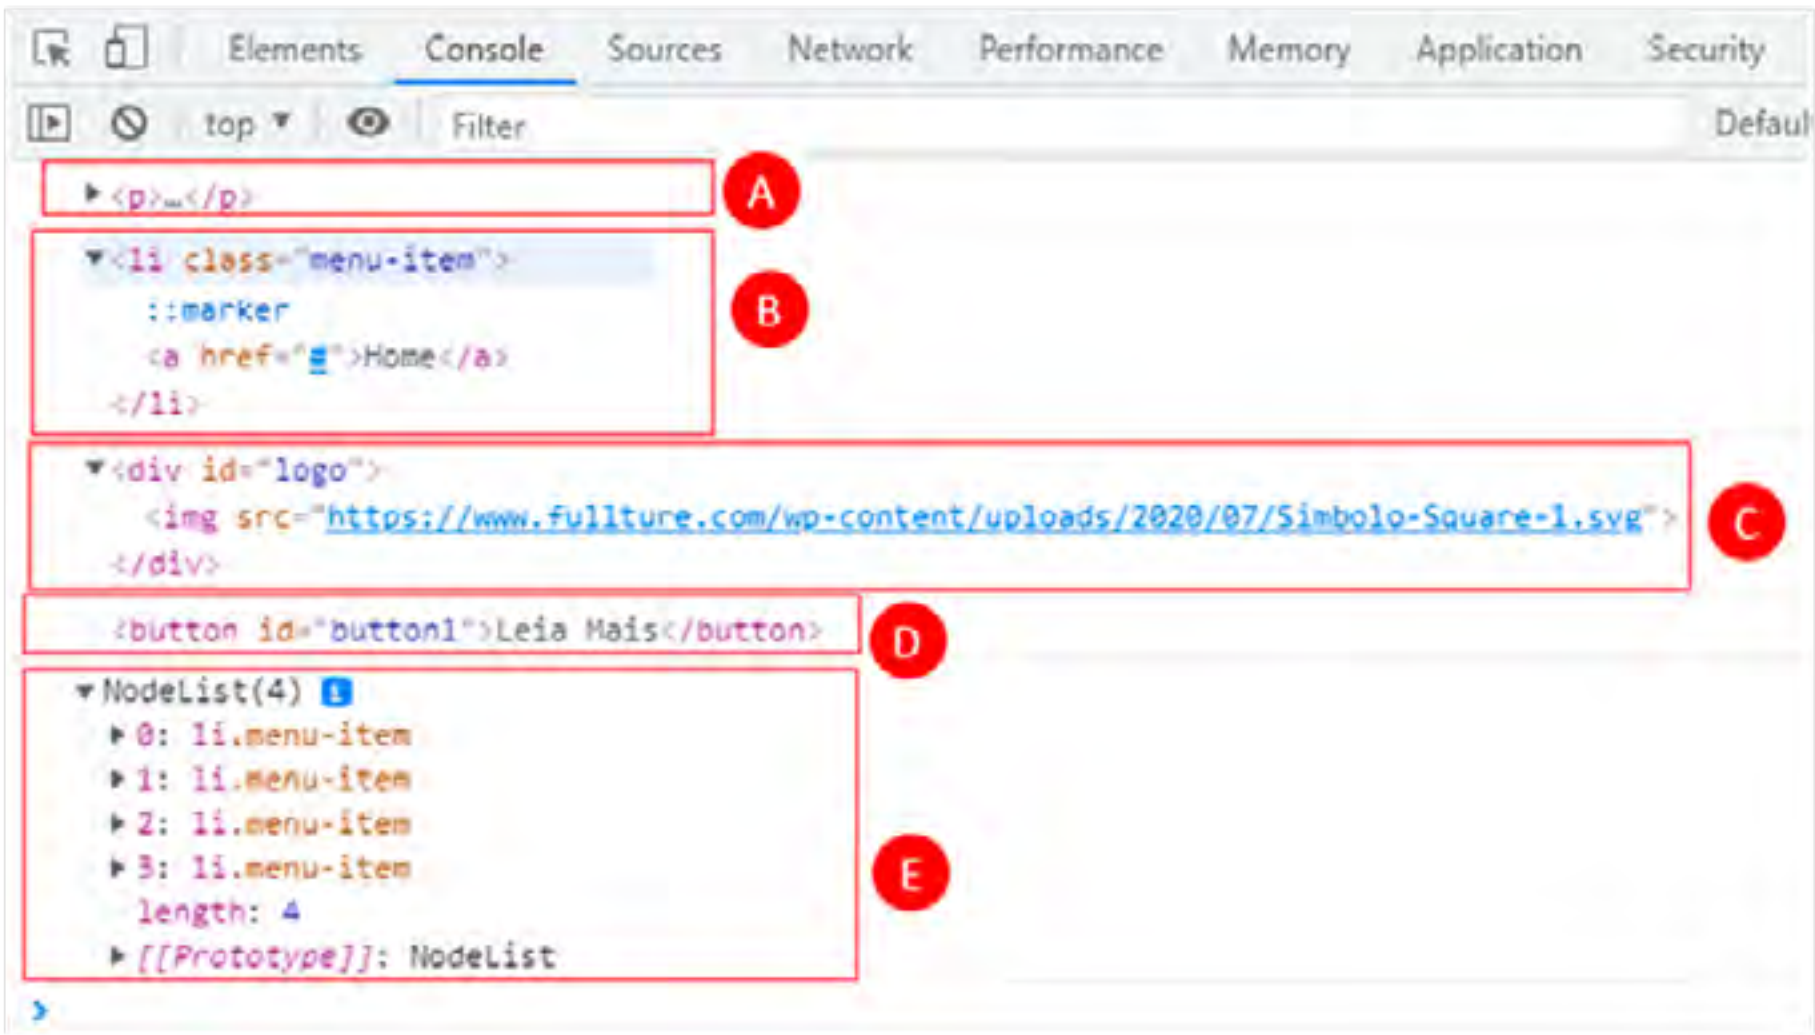 Elements Console Sources Network Performance Memory Application Security
top Filter Defaul
<p>…</p> A
<li class="menu-item">
::marker B
<a href="#">Home</a>
</li>
<div id="logo">
<img src="https://www.fullture.com/wp-content/uploads/2020/07/Simbolo-Square-1.svg"> C
</div>
<button id="button1">Leia Mais</button> D
NodeList(4) i
0: li.menu-item
1: li.menu-item
2: li.menu-item
3: li.menu-item E
length: 4
[[Prototype]]: NodeList